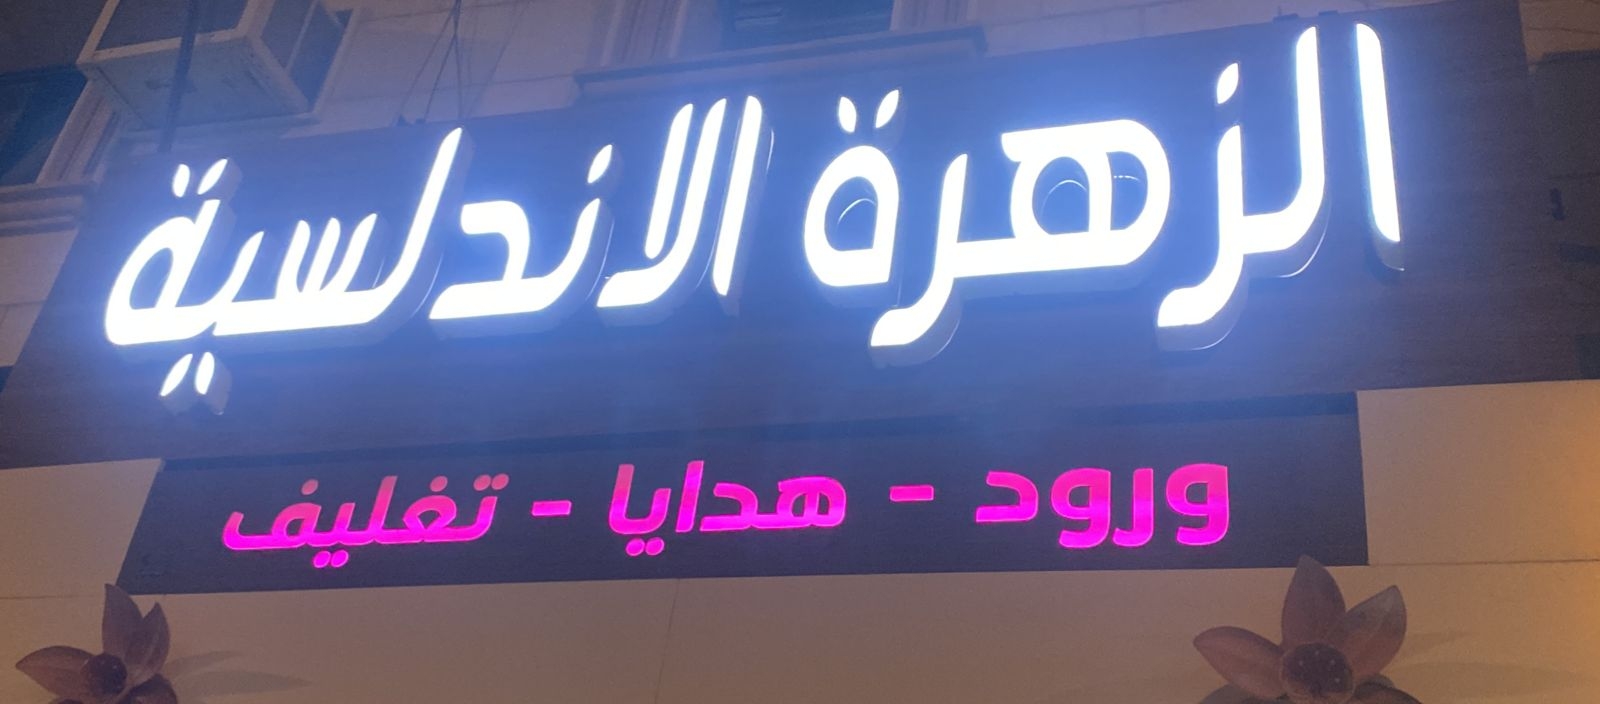 الزهرة الاندلسية
ورود - هدايا - تغليف